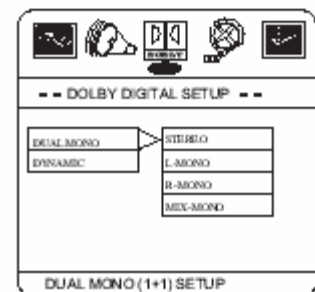 -- DOLBY DIGITAL SETUP --
DUAL MONO
DYNAMIC
STEREO
L-MONO
R-MONO
MIX-MONO
DUAL MONO (1+1) SETUP